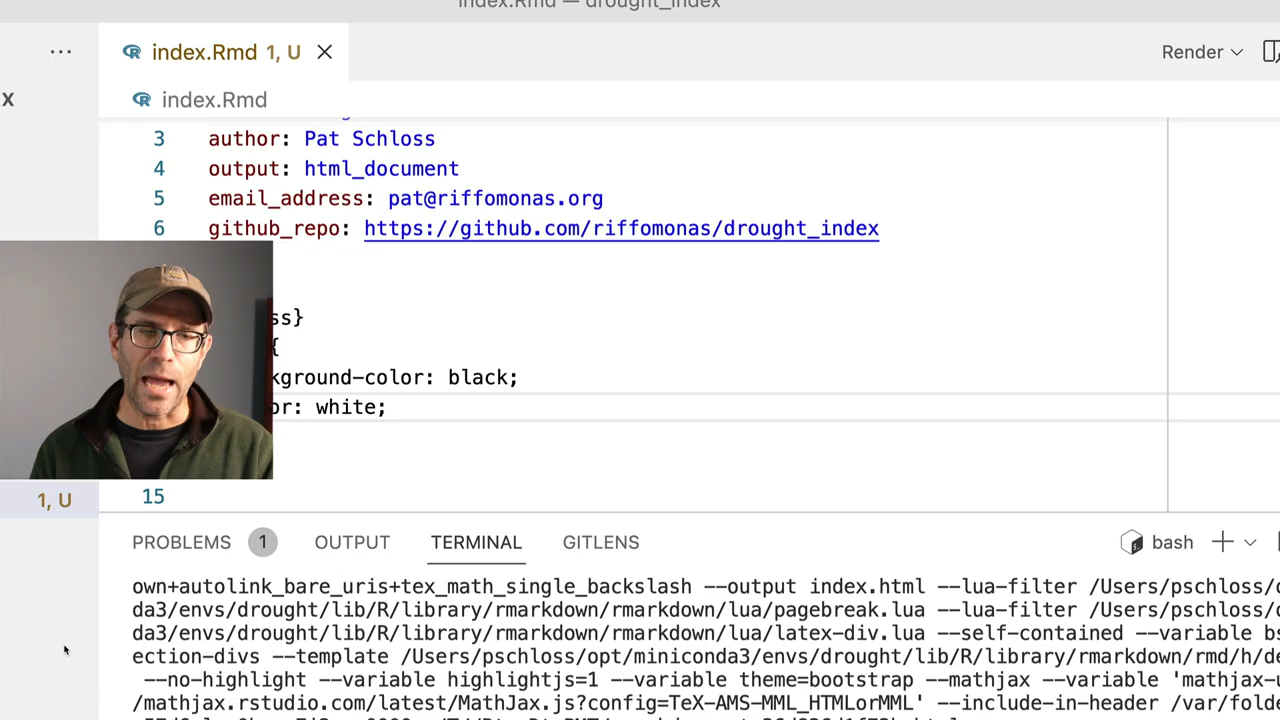 index.Rmd — drought_index
... index.Rmd 1, U Render
X index.Rmd
3 author: Pat Schloss
4 output: html_document
5 email_address: pat@riffomonas.org
6 github_repo: https://github.com/riffomonas/drought_index
ss}
{
kground-color: black;
or: white;
1, U 15
PROBLEMS 1 OUTPUT TERMINAL GITLENS bash
own+autolink_bare_uris+tex_math_single_backslash --output index.html --lua-filter /Users/pschloss/o
da3/envs/drought/lib/R/library/rmarkdown/rmarkdown/lua/pagebreak.lua --lua-filter /Users/pschloss/o
da3/envs/drought/lib/R/library/rmarkdown/rmarkdown/lua/latex-div.lua --self-contained --variable bs
ection-divs --template /Users/pschloss/opt/miniconda3/envs/drought/lib/R/library/rmarkdown/rmd/h/de
--no-highlight --variable highlightjs=1 --variable theme=bootstrap --mathjax --variable 'mathjax-u
/mathjax.rstudio.com/latest/MathJax.js?config=TeX-AMS-MML_HTMLorMML' --include-in-header /var/fold